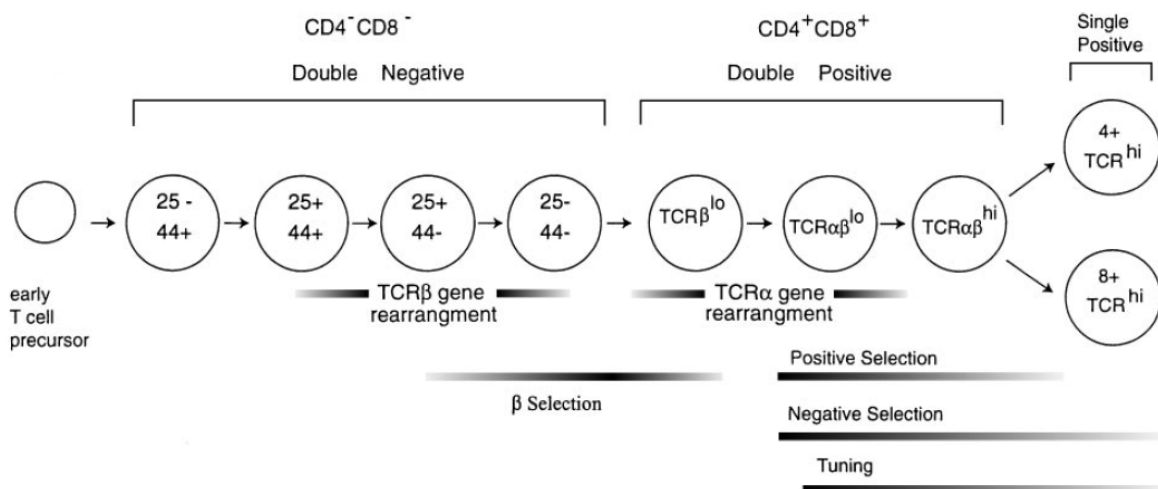 CD4⁻CD8⁻
Double Negative
CD4⁺CD8⁺
Double Positive
Single
Positive
25 -
44+
25+
44+
25+
44-
25-
44-
TCRβ^lo
TCRαβ^lo
TCRαβ^hi
4+
TCR^hi
8+
TCR^hi
early
T cell
precursor
TCRβ gene
rearrangment
TCRα gene
rearrangment
β Selection
Positive Selection
Negative Selection
Tuning